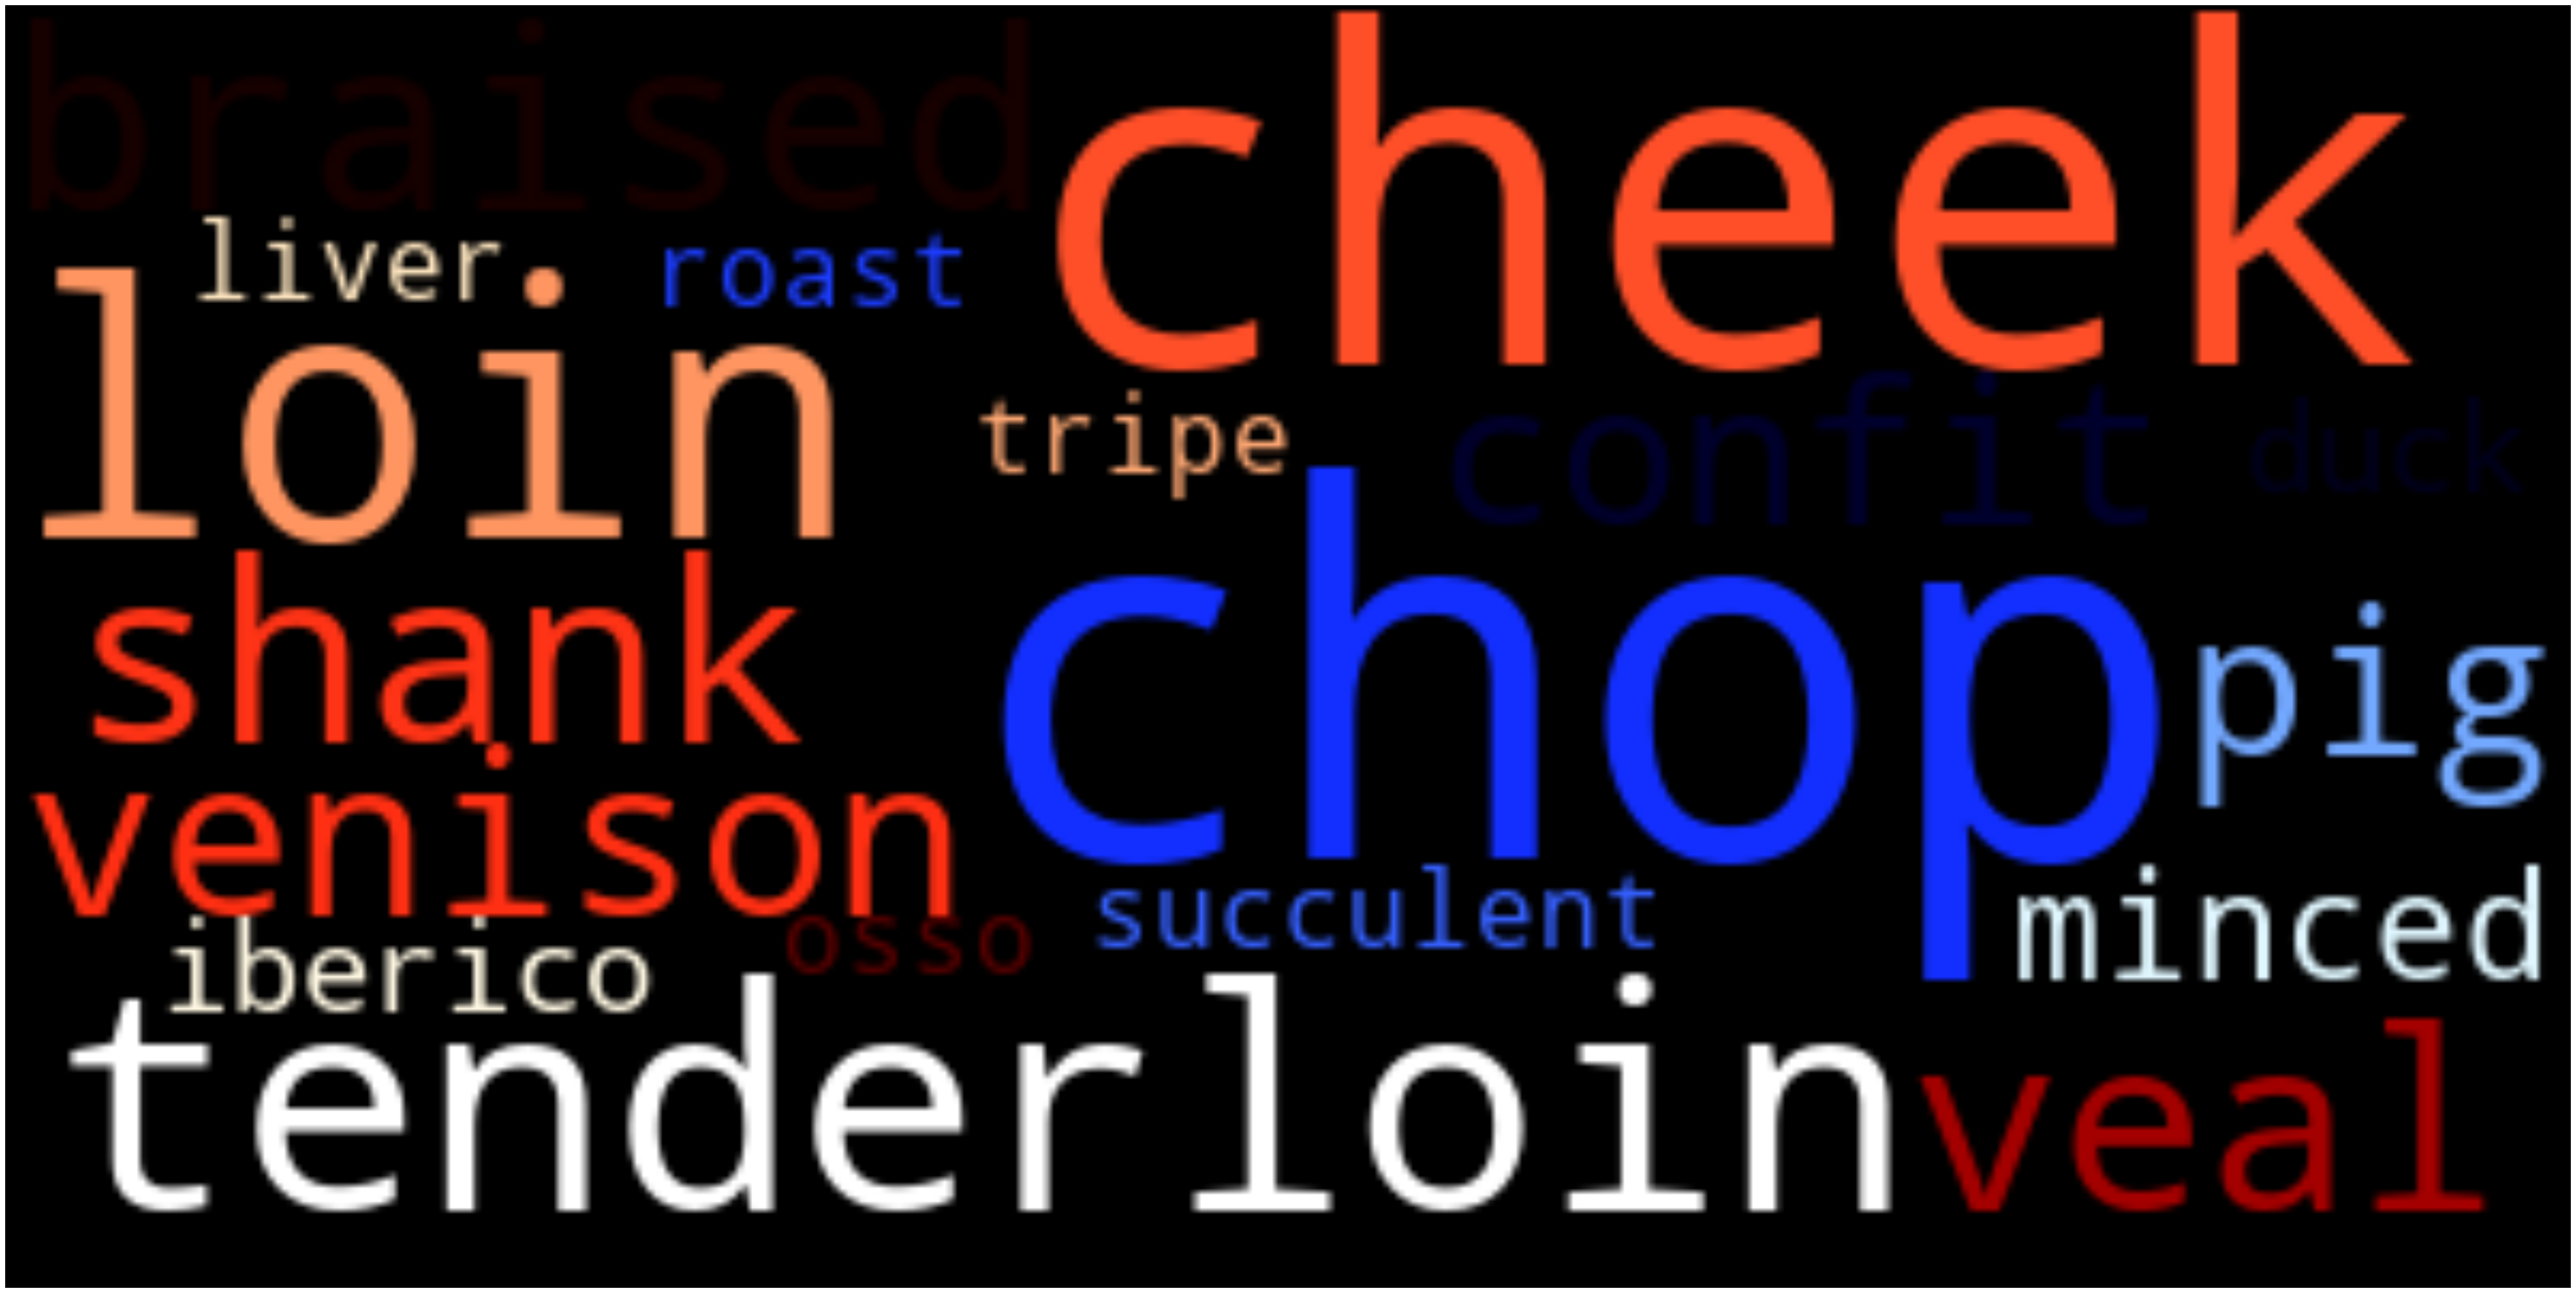 braised
cheek
liver
roast
loin
tripe
confit
duck
chop
shank
pig
venison
succulent
minced
osso
iberico
tenderloin
veal